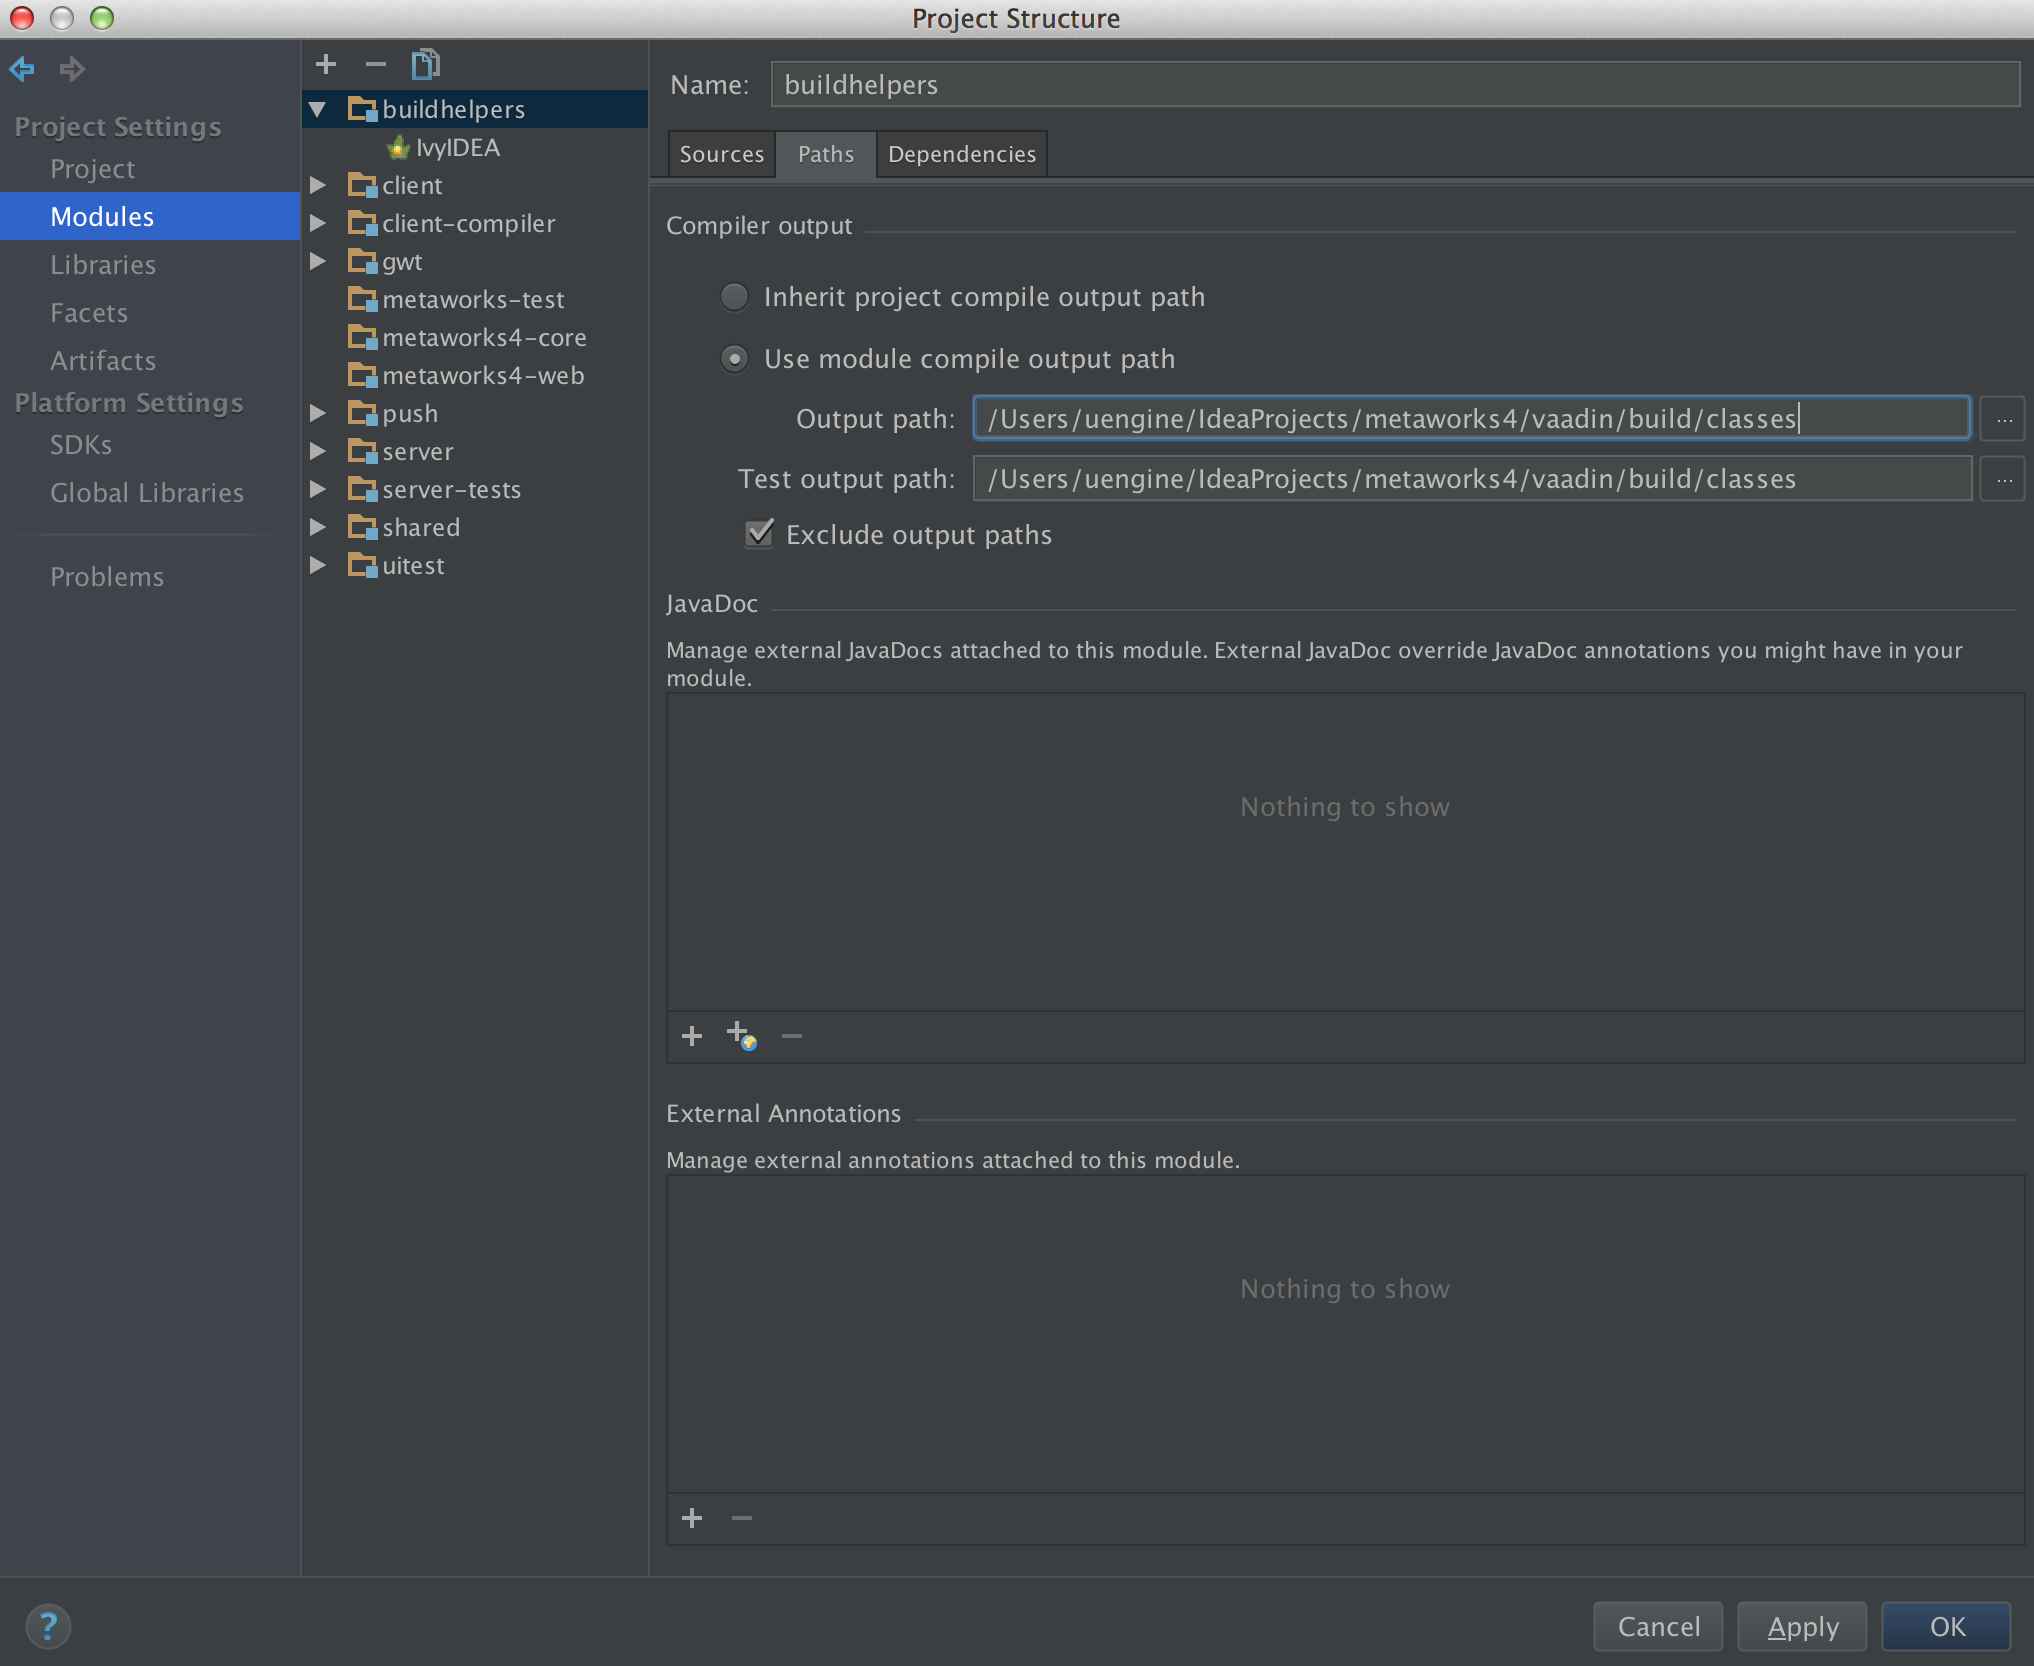 Project Structure
Project Settings
Project
Modules
Libraries
Facets
Artifacts
Platform Settings
SDKs
Global Libraries
Problems
buildhelpers
IvyIDEA
client
client-compiler
gwt
metaworks-test
metaworks4-core
metaworks4-web
push
server
server-tests
shared
uitest
Name: buildhelpers
Sources Paths Dependencies
Compiler output
Inherit project compile output path
Use module compile output path
Output path: /Users/uengine/IdeaProjects/metaworks4/vaadin/build/classes ...
Test output path: /Users/uengine/IdeaProjects/metaworks4/vaadin/build/classes ...
Exclude output paths
JavaDoc
Manage external JavaDocs attached to this module. External JavaDoc override JavaDoc annotations you might have in your
module.
Nothing to show
External Annotations
Manage external annotations attached to this module.
Nothing to show
? Cancel Apply OK